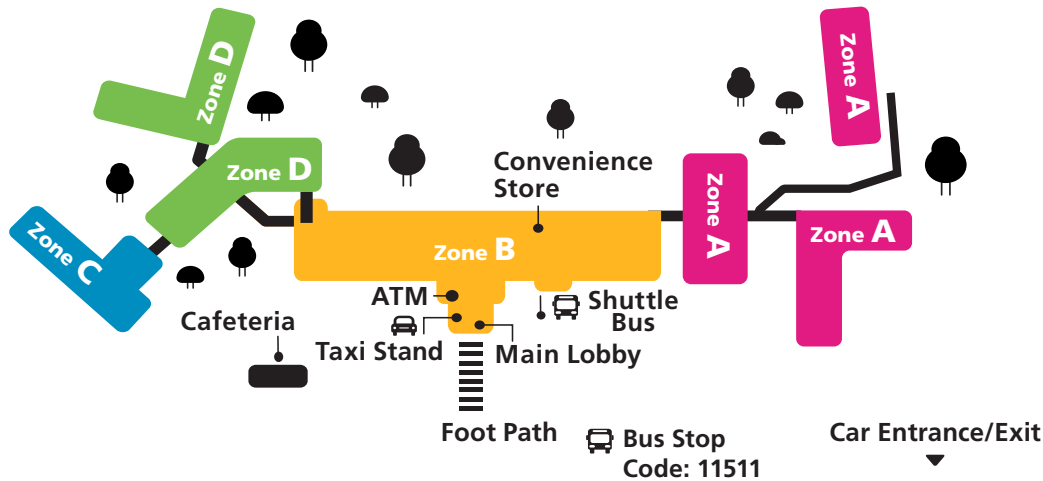 Zone D
Zone A
Zone D
Convenience
Store
Zone A
Zone C
Zone B
Zone A
ATM
Shuttle
Bus
Cafeteria
Taxi Stand
Main Lobby
Foot Path
Bus Stop
Code: 11511
Car Entrance/Exit